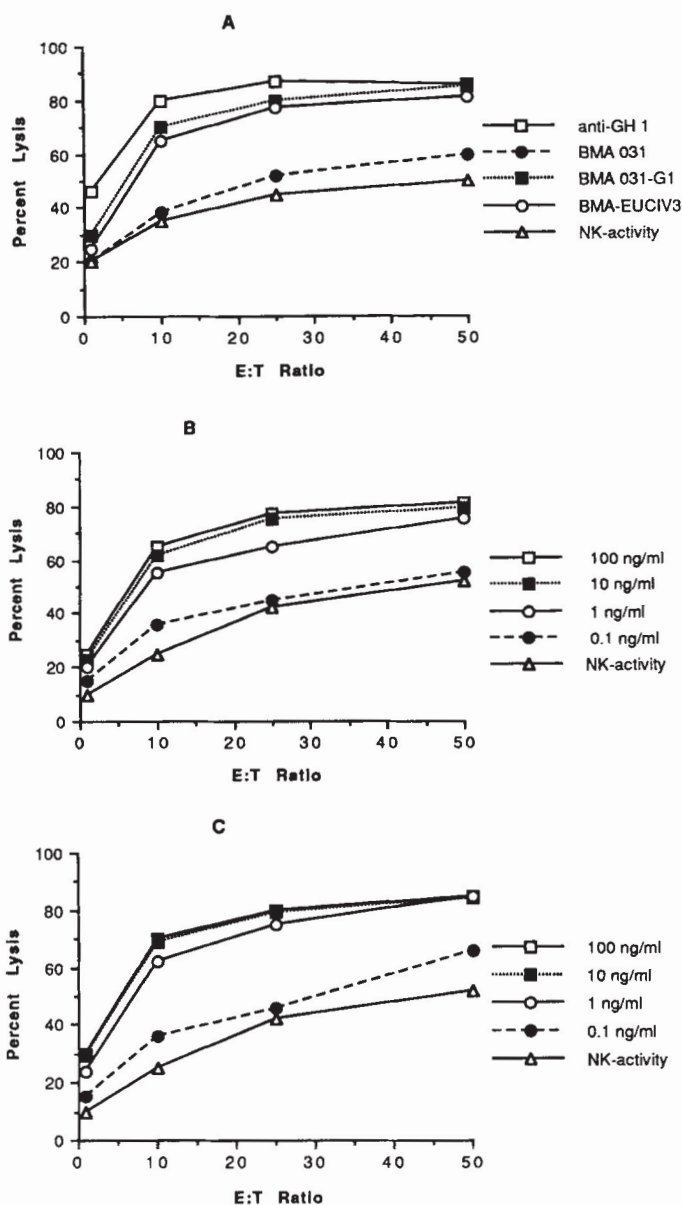 A
100
80
60
40
20
0
Percent Lysis
0 10 20 30 40 50
E:T Ratio
anti-GH 1
BMA 031
BMA 031-G1
BMA-EUCIV3
NK-activity
B
100
80
60
40
20
0
Percent Lysis
0 10 20 30 40 50
E:T Ratio
100 ng/ml
10 ng/ml
1 ng/ml
0.1 ng/ml
NK-activity
C
100
80
60
40
20
0
Percent Lysis
0 10 20 30 40 50
E:T Ratio
100 ng/ml
10 ng/ml
1 ng/ml
0.1 ng/ml
NK-activity